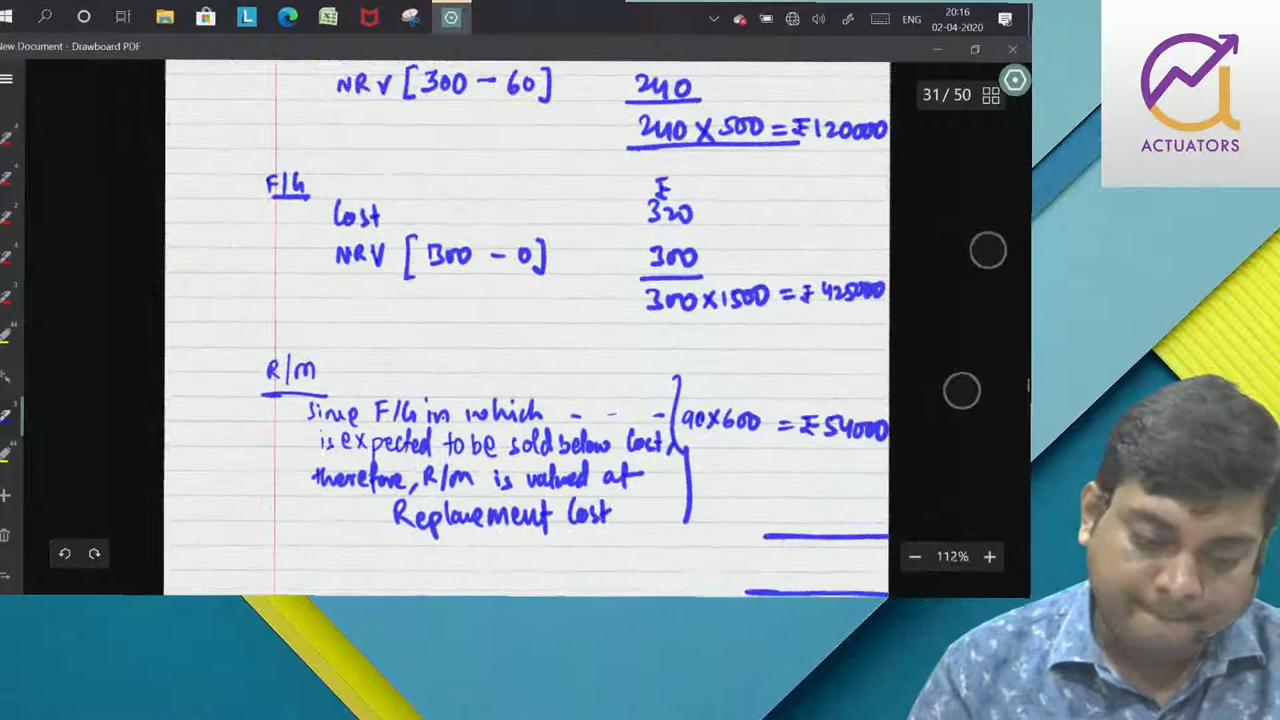 ENG
20:16
02-04-2020
New Document - Drawboard PDF
31 / 50
ACTUATORS
NRV [300 - 60] 240
240 × 500 = ₹120000
F/G ₹
Cost 320
NRV [300 - 0] 300
300 × 1500 = ₹425000
R/m
Since F/G in which - - -
is expected to be sold below Cost
therefore, R/M is valued at
Replacement Cost
90×600 = ₹54000
112%